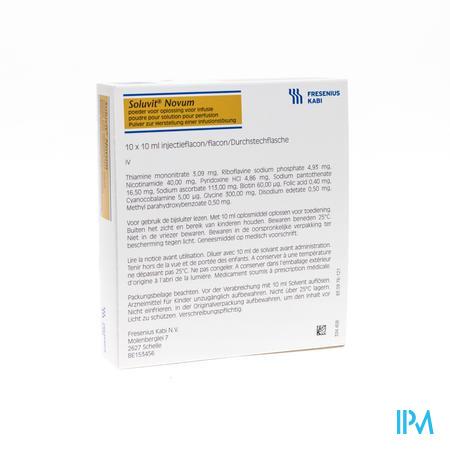 Soluvit® Novum
poeder voor oplossing voor infusie
poudre pour solution pour perfusion
Pulver zur Herstellung einer Infusionslösung
FRESENIUS
KABI
10 x 10 ml injectieflacon/flacon/Durchstechflasche
IV
Thiamine mononitrate 3,09 mg, Riboflavine sodium phosphate 4,93 mg,
Nicotinamide 40,00 mg, Pyridoxine HCl 4,86 mg, Sodium pantothenate
16,50 mg, Sodium ascorbate 113,00 mg, Biotin 60,00 µg, Folic acid 0,40 mg,
Cyanocobalamine 5,00 µg, Glycine 300,00 mg, Disodium edetate 0,50 mg,
Methyl parahydroxybenzoate 0,50 mg.
Voor gebruik de bijsluiter lezen. Met 10 ml oplosmiddel oplossen voor toediening.
Buiten het zicht en bereik van kinderen houden. Bewaren beneden 25°C.
Niet in de vriezer bewaren. Bewaren in de oorspronkelijke verpakking ter
bescherming tegen licht. Geneesmiddel op medisch voorschrift.
Lire la notice avant utilisation. Diluer avec 10 ml de solvant avant administration.
Tenir hors de la vue et de portée des enfants. A conserver à une température
ne dépassant pas 25°C. Ne pas congeler. A conserver dans l'emballage extérieur
d'origine à l'abri de la lumière. Médicament soumis à prescription médicale.
Packungsbeilage beachten. Vor der Verabreichung mit 10 ml Solvent auflösen.
Arzneimittel für Kinder unzugänglich aufbewahren. Nicht über 25°C lagern.
Nicht einfrieren. In der Originalverpackung aufbewahren, um den Inhalt vor
Licht zu schützen. Verschreibungspflichtig.
Fresenius Kabi N.V.
Molenberglei 7
2627 Schelle
BE153456
IPM